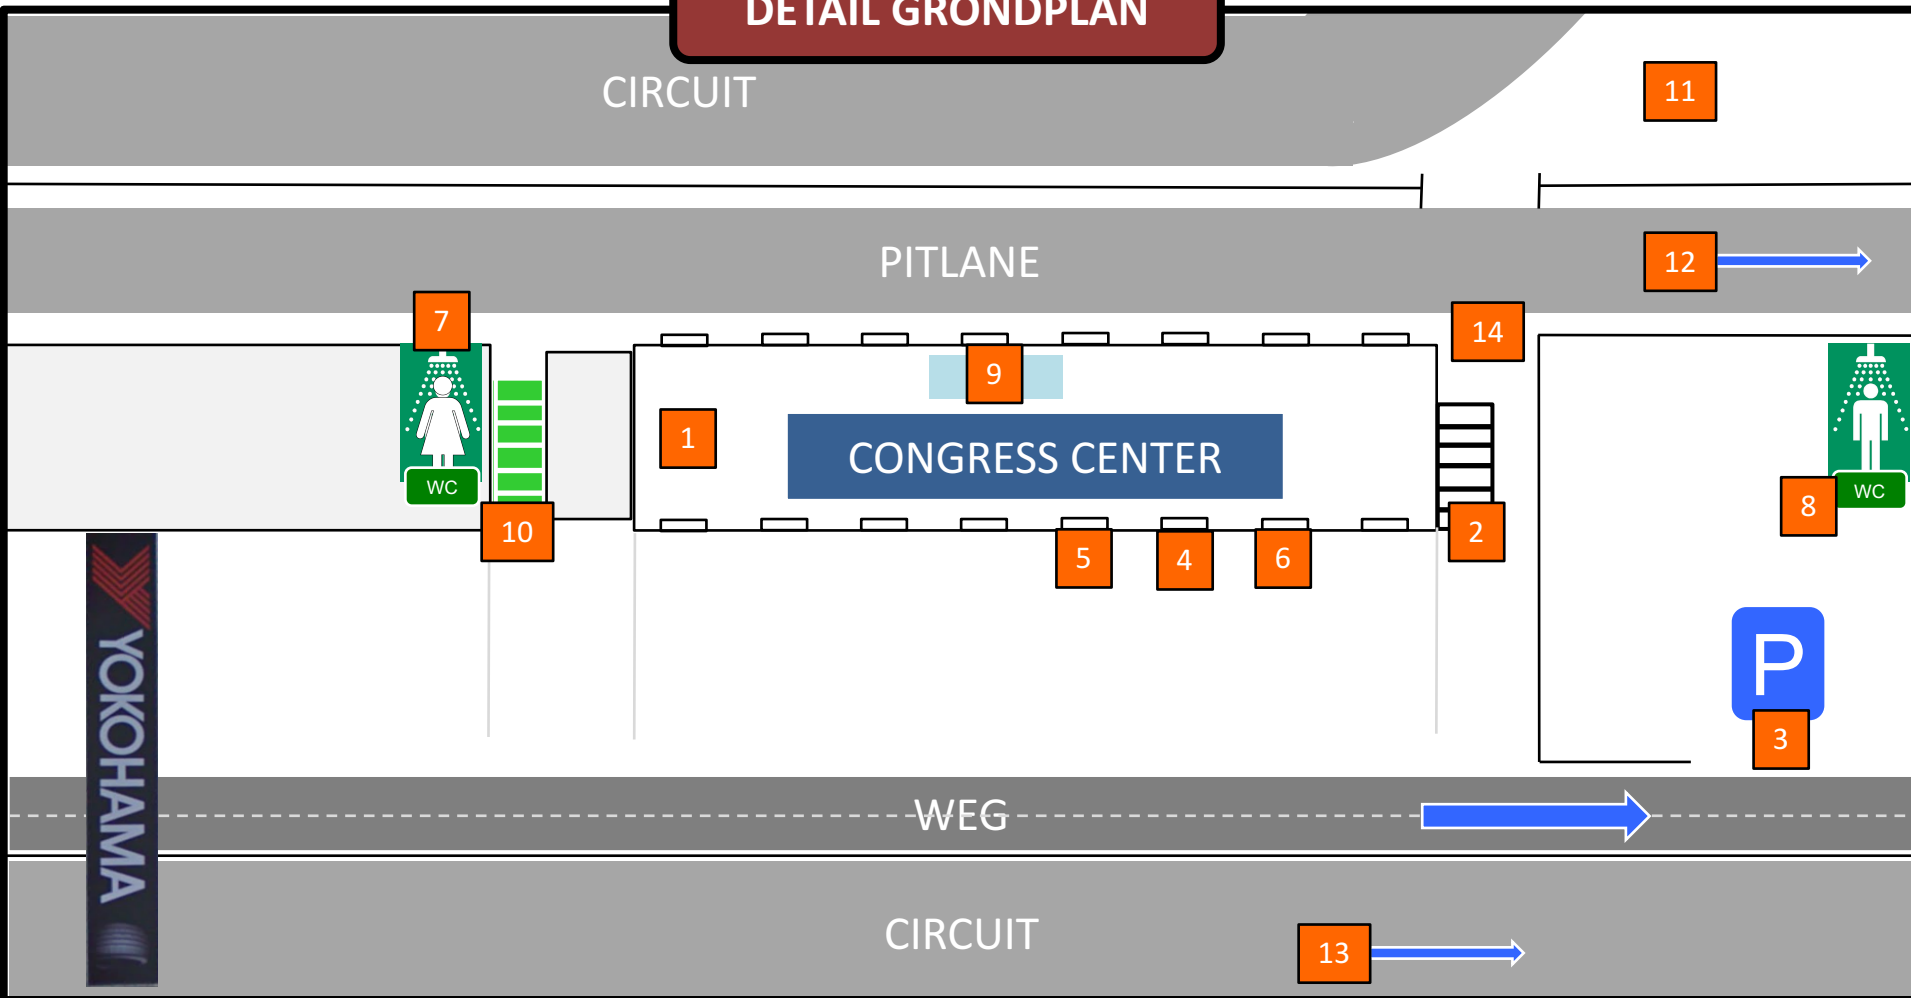 DETAIL GRONDPLAN
CIRCUIT
11
PITLANE
12
7
14
9
1
CONGRESS CENTER
WC
WC
8
10
2
5
4
6
P
3
YOKOHAMA
WEG
CIRCUIT
13